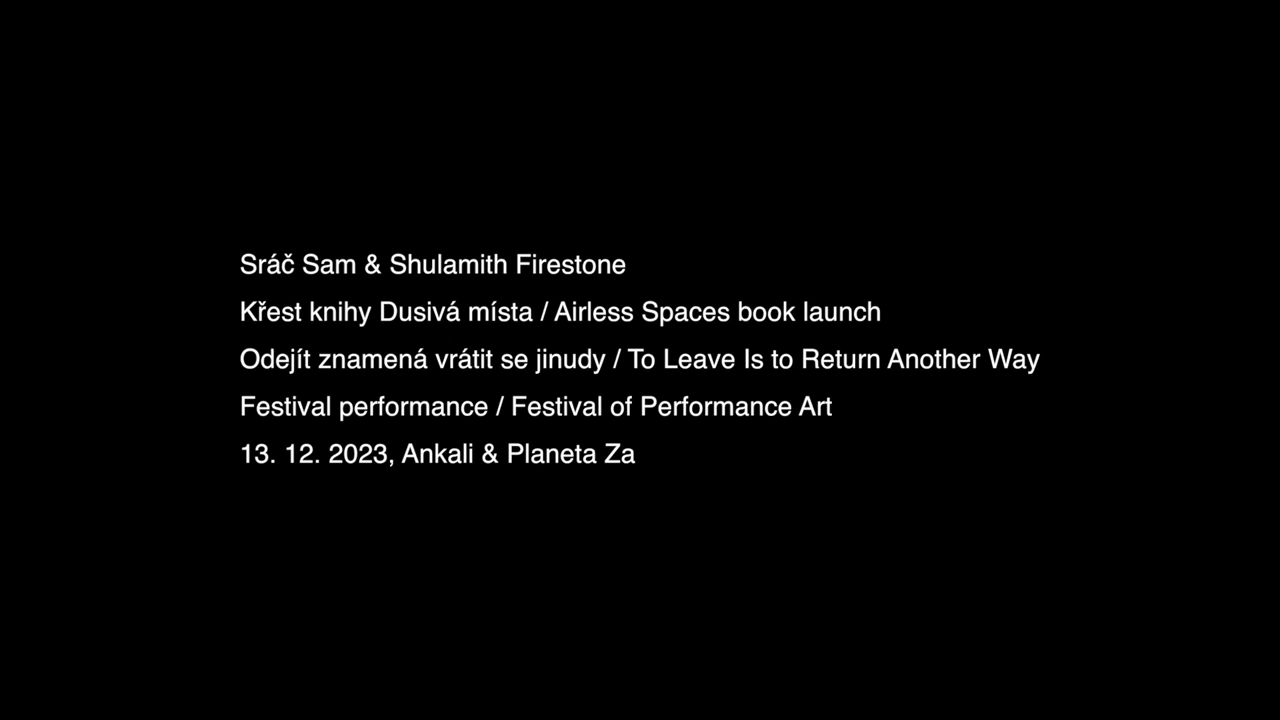 Sráč Sam & Shulamith Firestone
Křest knihy Dusivá místa / Airless Spaces book launch
Odejít znamená vrátit se jinudy / To Leave Is to Return Another Way
Festival performance / Festival of Performance Art
13. 12. 2023, Ankali & Planeta Za